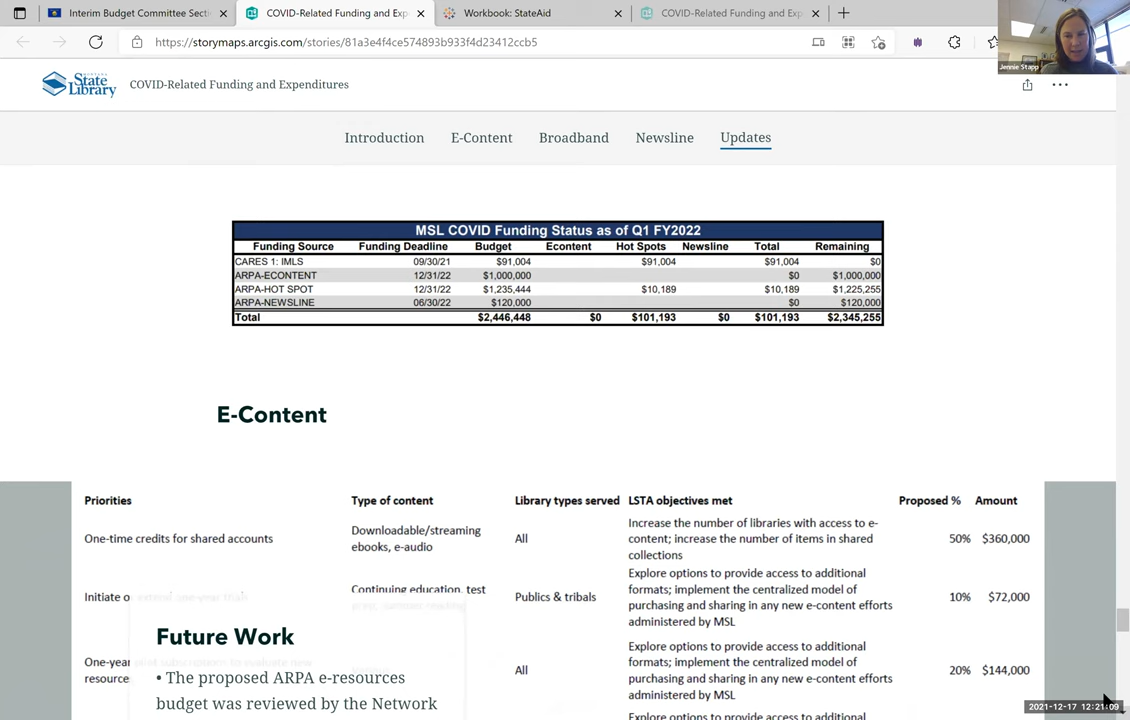 Interim Budget Committee Secti
COVID-Related Funding and Exp
Workbook: StateAid
COVID-Related Funding and Exp
https://storymaps.arcgis.com/stories/81a3e4f4ce574893b933f4d23412ccb5
Jennie Stapp
State Library
COVID-Related Funding and Expenditures
Introduction E-Content Broadband Newsline Updates
MSL COVID Funding Status as of Q1 FY2022
Funding Source Funding Deadline Budget Econtent Hot Spots Newsline Total Remaining
CARES 1: IMLS 09/30/21 $91,004 $91,004 $91,004 $0
ARPA-ECONTENT 12/31/22 $1,000,000 $0 $1,000,000
ARPA-HOT SPOT 12/31/22 $1,235,444 $10,189 $10,189 $1,225,255
ARPA-NEWSLINE 06/30/22 $120,000 $0 $120,000
Total $2,446,448 $0 $101,193 $0 $101,193 $2,345,255
E-Content
Priorities Type of content Library types served LSTA objectives met Proposed % Amount
One-time credits for shared accounts
Downloadable/streaming
ebooks, e-audio
All
Increase the number of libraries with access to e-
content; increase the number of items in shared
collections
50% $360,000
Initiate or extend one-year trials
Continuing education, test
Publics & tribals
Explore options to provide access to additional
formats; implement the centralized model of
purchasing and sharing in any new e-content efforts
administered by MSL
10% $72,000
One-year
resource
All
Explore options to provide access to additional
formats; implement the centralized model of
purchasing and sharing in any new e-content efforts
administered by MSL
20% $144,000
Explore options to provide access to additional
Future Work
• The proposed ARPA e-resources
budget was reviewed by the Network
2021-12-17 12:21:09